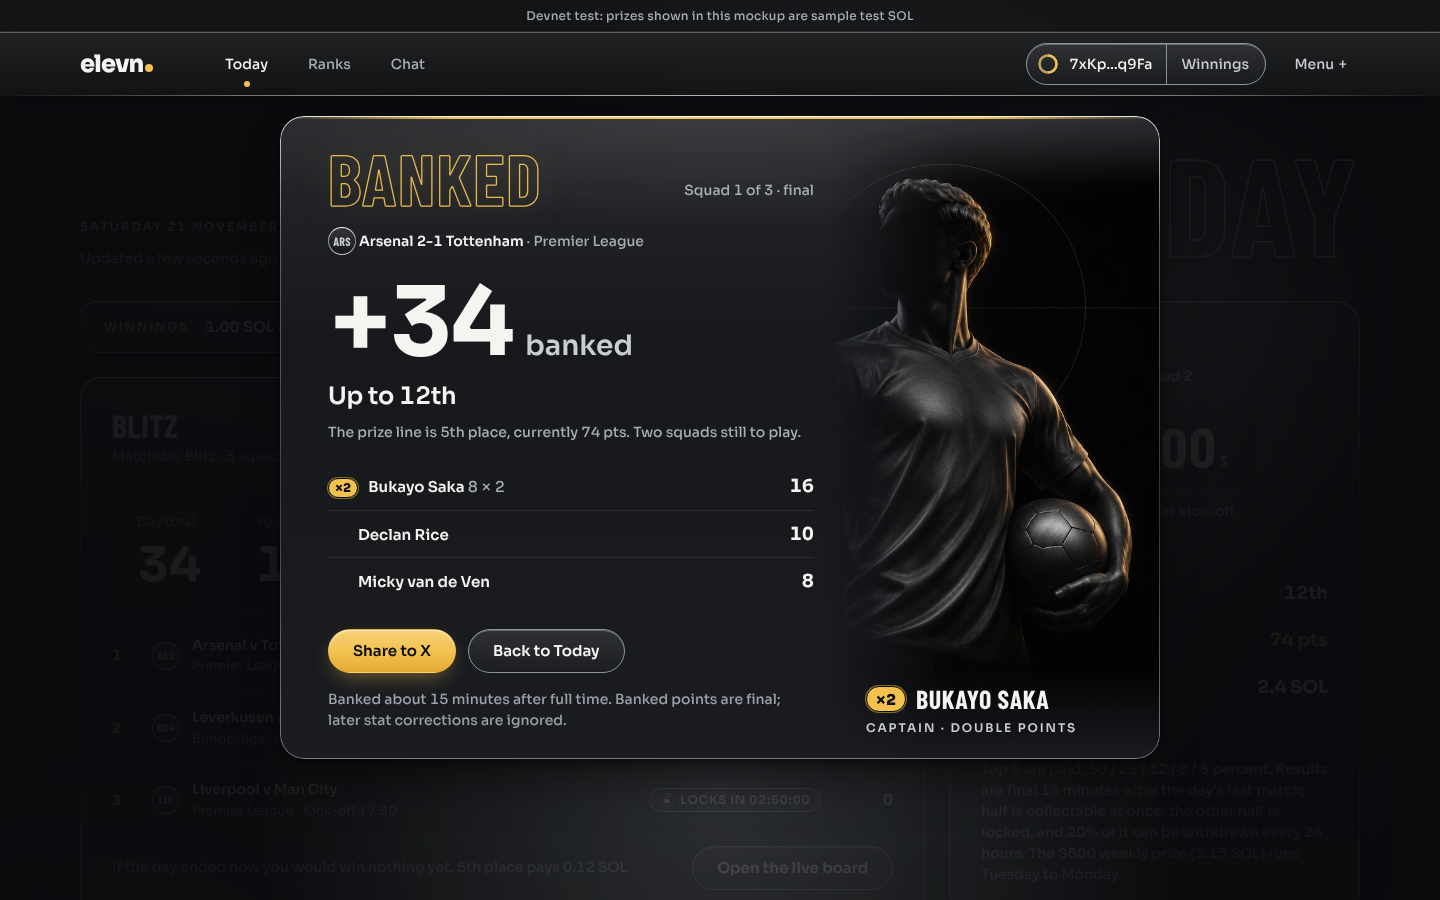 Devnet test: prizes shown in this mockup are sample test SOL
elevn.
Today
Ranks
Chat
7xKp...q9Fa
Winnings
Menu +
BANKED
Squad 1 of 3 · final
ARS Arsenal 2-1 Tottenham · Premier League
+34 banked
Up to 12th
The prize line is 5th place, currently 74 pts. Two squads still to play.
×2 Bukayo Saka 8 × 2 16
Declan Rice 10
Micky van de Ven 8
Share to X
Back to Today
Banked about 15 minutes after full time. Banked points are final;
later stat corrections are ignored.
×2 BUKAYO SAKA
CAPTAIN · DOUBLE POINTS
DAY
SATURDAY 21 NOVEMBER
Updated a few seconds ago
WINNINGS 1.00 SOL
BLITZ
Matchday Blitz · 3 squad
Day total
You
34
1
1 ARS Arsenal v To
Premier Leag
2 B04 Leverkusen
Bundesliga ·
3 LIV Liverpool v Man City
Premier League · Kick-off 17:30
LOCKS IN 02:50:00
0
If the day ended now you would win nothing yet. 5th place pays 0.12 SOL
Open the live board
ad 2
00 S
at kick-off.
12th
74 pts
2.4 SOL
Top 5 are paid, 50 / 25 / 12 / 8 / 5 percent. Results
are final 15 minutes after the day's last match;
half is collectable at once, the other half is
locked, and 20% of it can be withdrawn every 24
hours. The $500 weekly prize (3.13 SOL) runs
Tuesday to Monday.